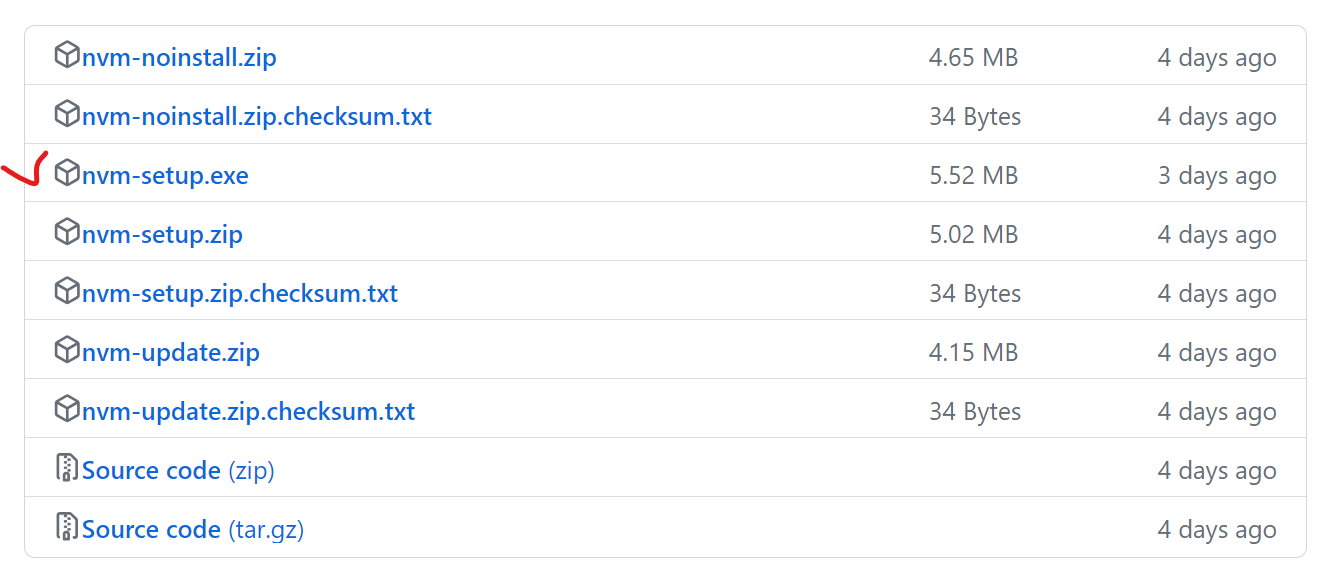 nvm-noinstall.zip 4.65 MB 4 days ago
nvm-noinstall.zip.checksum.txt 34 Bytes 4 days ago
nvm-setup.exe 5.52 MB 3 days ago
nvm-setup.zip 5.02 MB 4 days ago
nvm-setup.zip.checksum.txt 34 Bytes 4 days ago
nvm-update.zip 4.15 MB 4 days ago
nvm-update.zip.checksum.txt 34 Bytes 4 days ago
Source code (zip) 4 days ago
Source code (tar.gz) 4 days ago